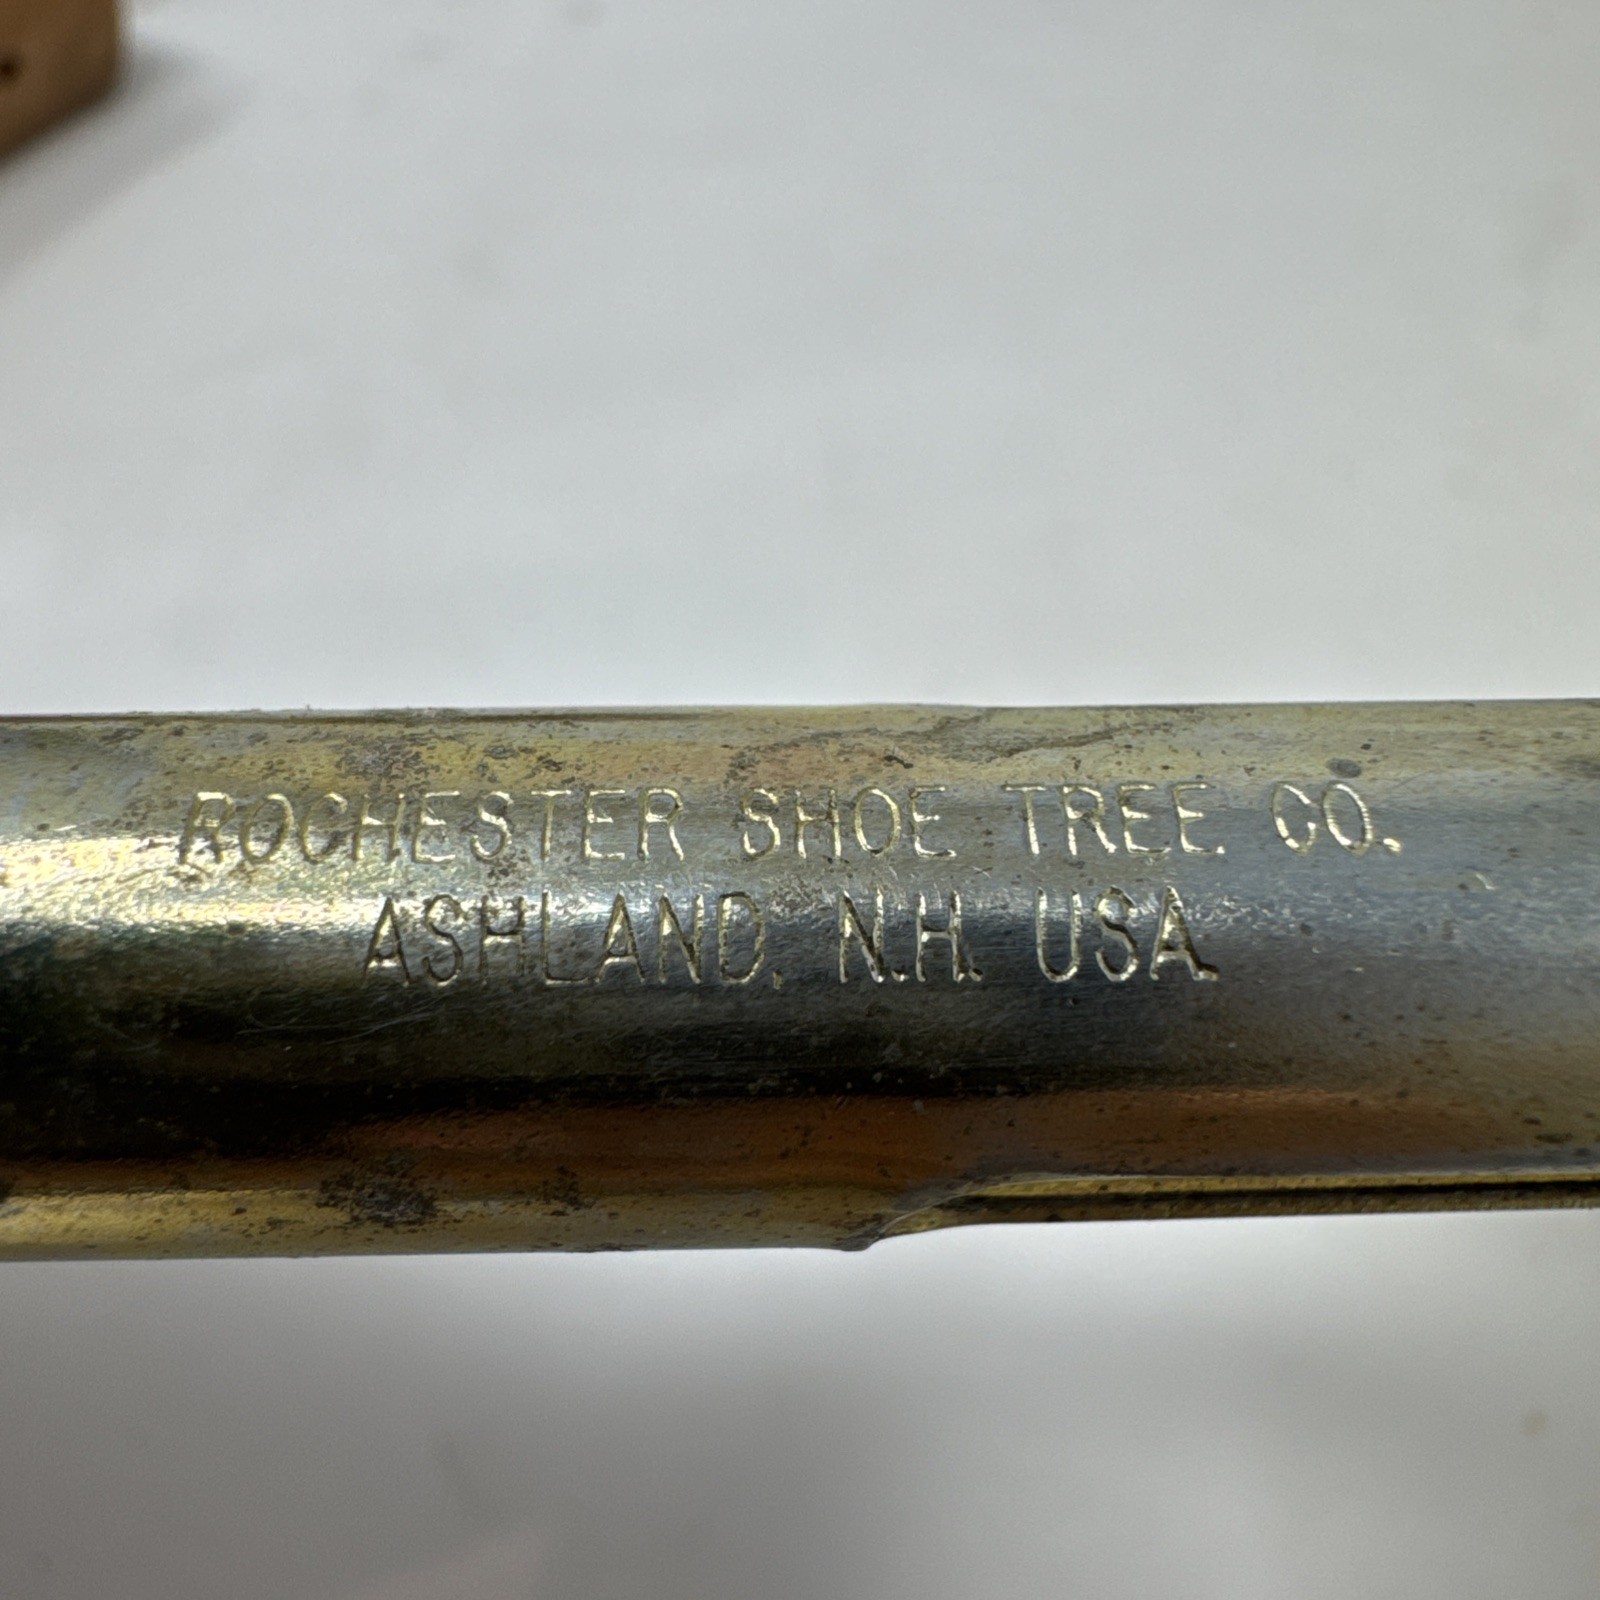 ROCHESTER SHOE TREE CO.
ASHLAND, N.H. USA.